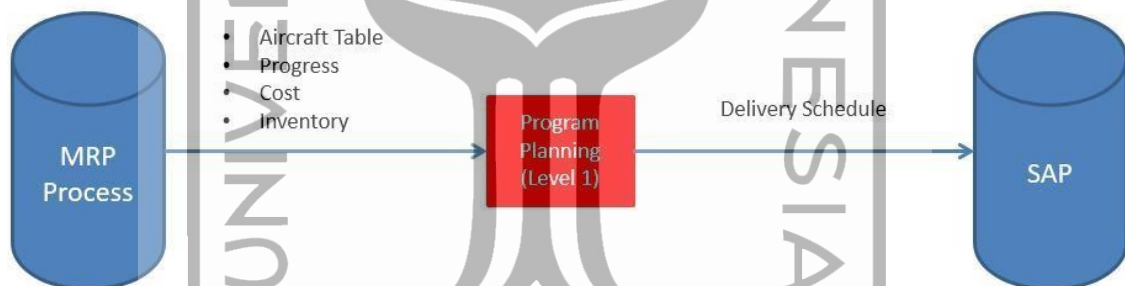 • Aircraft Table
• Progress
• Cost
• Inventory
MRP
Process
Program
Planning
(Level 1)
Delivery Schedule
SAP